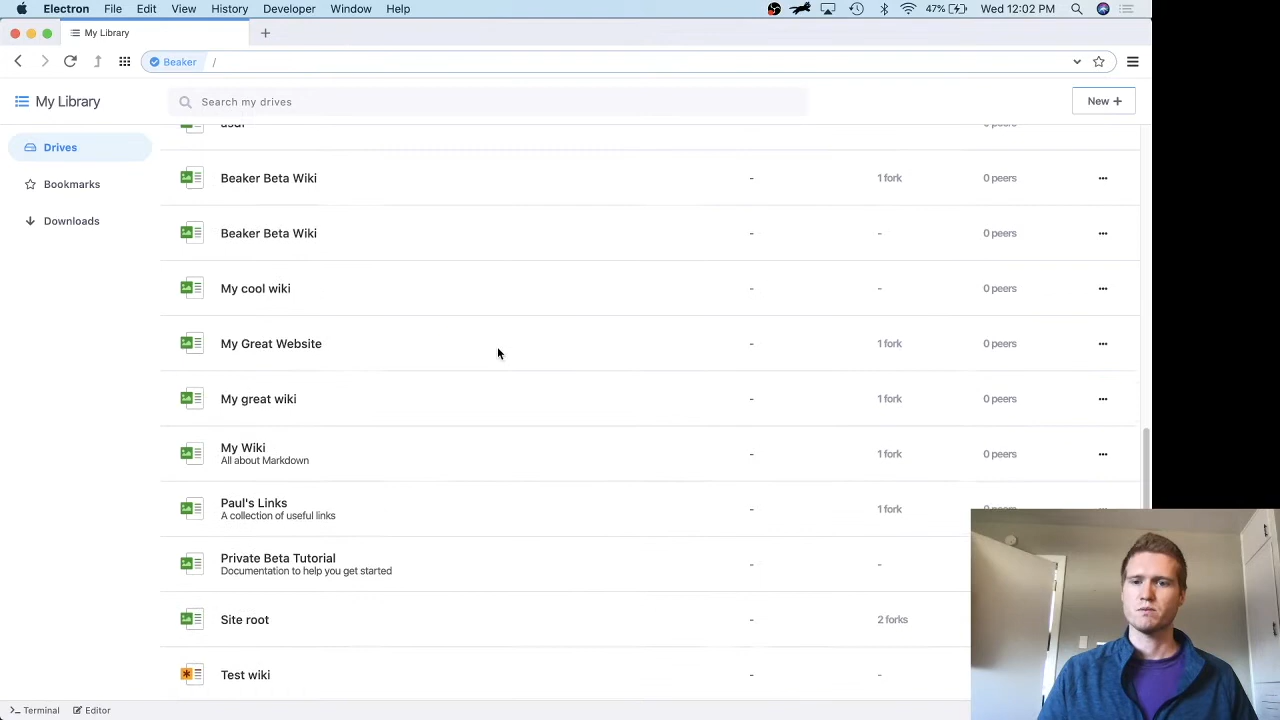 Electron File Edit View History Developer Window Help 47% Wed 12:02 PM
My Library
Beaker /
My Library Search my drives New +
Drives
Bookmarks
Downloads
Beaker Beta Wiki - 1 fork 0 peers
Beaker Beta Wiki - - 0 peers
My cool wiki - - 0 peers
My Great Website - 1 fork 0 peers
My great wiki - 1 fork 0 peers
My Wiki - 1 fork 0 peers
All about Markdown
Paul's Links - 1 fork
A collection of useful links
Private Beta Tutorial - -
Documentation to help you get started
Site root - 2 forks
Test wiki - -
Terminal Editor